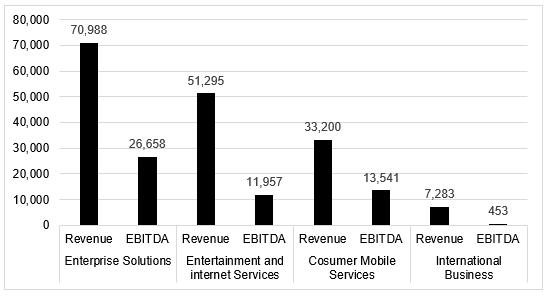 80,000
70,000
60,000
50,000
40,000
30,000
20,000
10,000
0
70,988
26,658
51,295
11,957
33,200
13,541
7,283
453
Revenue EBITDA Revenue EBITDA Revenue EBITDA Revenue EBITDA
Enterprise Solutions
Entertainment and
internet Services
Cosumer Mobile
Services
International
Business